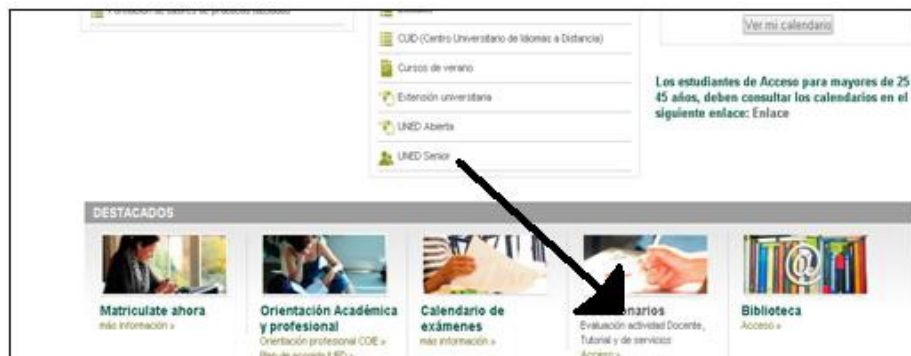 Ver mi calendario
CUID (Centro Universitario de Idiomas a Distancia)
Cursos de verano
Extensión universitaria
UNED Abierta
UNED Senior
Los estudiantes de Acceso para mayores de 25
45 años, deben consultar los calendarios en el
siguiente enlace: Enlace
DESTACADOS
Matriculate ahora
más información »
Orientación Académica
y profesional
Orientación profesional COIE »
Calendario de
exámenes
más información »
onarios
Evaluación actividad Docente,
Tutorial y de servicios
Acceso »
Biblioteca
Acceso »